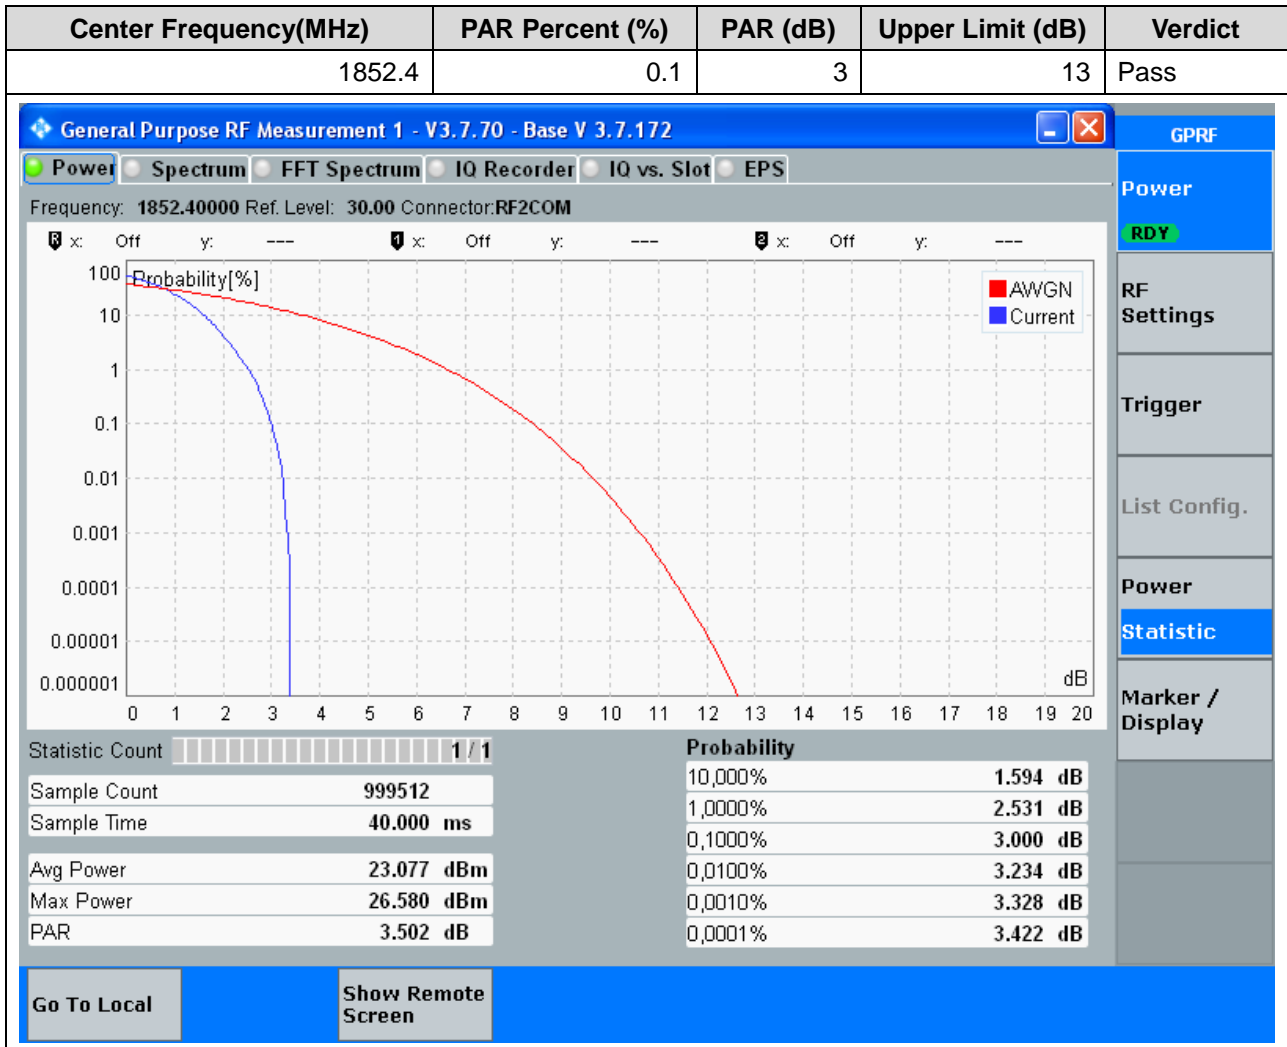 Center Frequency(MHz) PAR Percent (%) PAR (dB) Upper Limit (dB) Verdict
1852.4 0.1 3 13 Pass
General Purpose RF Measurement 1 - V3.7.70 - Base V 3.7.172
GPRF
Power Spectrum FFT Spectrum IQ Recorder IQ vs. Slot EPS
Power
RDY
Frequency: 1852.40000 Ref. Level: 30.00 Connector:RF2COM
R x: Off y: --- 1 x: Off y: --- 2 x: Off y: ---
Probability[%]
AWGN
Current
100
10
1
0.1
0.01
0.001
0.0001
0.00001
0.000001
dB
0 1 2 3 4 5 6 7 8 9 10 11 12 13 14 15 16 17 18 19 20
RF
Settings
Trigger
List Config.
Power
Statistic
Marker /
Display
Statistic Count 1 / 1
Sample Count 999512
Sample Time 40.000 ms
Avg Power 23.077 dBm
Max Power 26.580 dBm
PAR 3.502 dB
Probability
10,000% 1.594 dB
1,0000% 2.531 dB
0,1000% 3.000 dB
0,0100% 3.234 dB
0,0010% 3.328 dB
0,0001% 3.422 dB
Go To Local
Show Remote
Screen